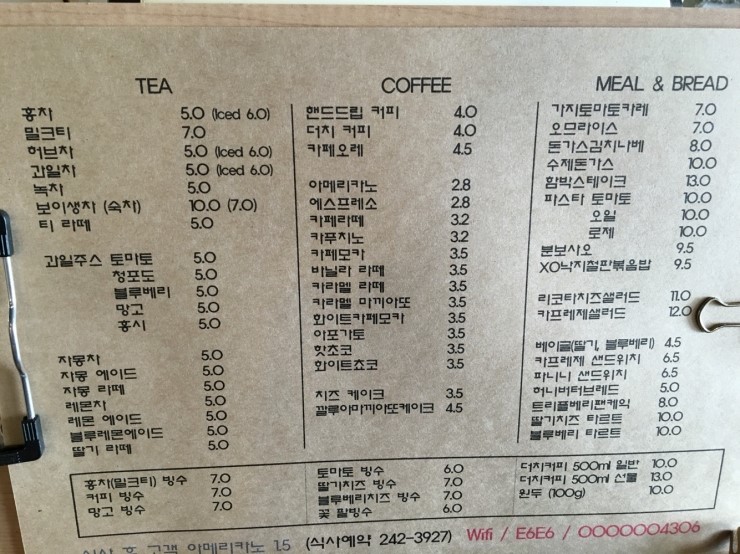 TEA
홍차 5.0 (Iced 6.0)
밀크티 7.0
허브차 5.0 (Iced 6.0)
과일차 5.0 (Iced 6.0)
녹차 5.0
보이생차 (숙차) 10.0 (7.0)
티 라떼 5.0
과일주스 토마토 5.0
청포도 5.0
블루베리 5.0
망고 5.0
홍시 5.0
자몽차 5.0
자몽 에이드 5.0
자몽 라떼 5.0
레몬차 5.0
레몬 에이드 5.0
블루레몬에이드 5.0
딸기 라떼 5.0
COFFEE
핸드드립 커피 4.0
더치 커피 4.0
카페오레 4.5
아메리카노 2.8
에스프레소 2.8
카페라떼 3.2
카푸치노 3.2
카페모카 3.5
바닐라 라떼 3.5
카라멜 라떼 3.5
카라멜 마끼아또 3.5
화이트카페모카 3.5
아포가토 3.5
핫초코 3.5
화이트쵸코 3.5
치즈 케이크 3.5
깔루아마끼아또케이크 4.5
MEAL & BREAD
가지토마토카레 7.0
오므라이스 7.0
돈가스김치나베 8.0
수제돈가스 10.0
함박스테이크 13.0
파스타 토마토 10.0
오일 10.0
로제 10.0
분보싸오 9.5
XO낙지철판볶음밥 9.5
리코타치즈샐러드 11.0
카프레제샐러드 12.0
베이글(딸기, 블루베리) 4.5
카프레제 샌드위치 6.5
파니니 샌드위치 6.5
허니버터브레드 5.0
트리플베리팬케익 8.0
딸기치즈 타르트 10.0
블루베리 타르트 10.0
홍차(밀크티) 빙수 7.0
커피 빙수 7.0
망고 빙수 7.0
토마토 빙수 6.0
딸기치즈 빙수 7.0
블루베리치즈 빙수 7.0
꽃 팥빙수 6.0
더치커피 500ml 일반 10.0
더치커피 500ml 선물 13.0
원두 (100g) 10.0
식사 후 고객 아메리카노 1.5 (식사예약 242-3927) Wifi / E6E6 / 0000004306